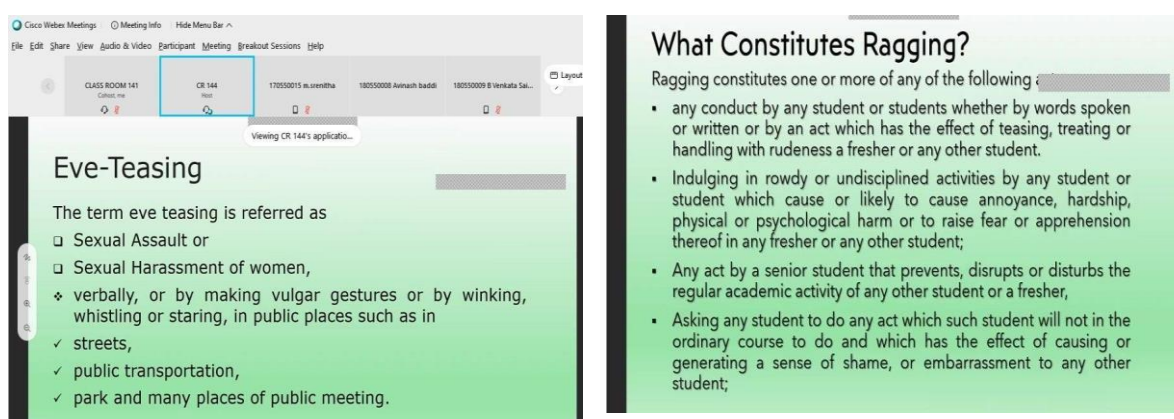 Cisco Webex Meetings Meeting Info Hide Menu Bar
File Edit Share View Audio & Video Participant Meeting Breakout Sessions Help
CLASS ROOM 141
Cohost, me
CR 144
Host
170550015 m.srenitha
180550008 Avinash baddi
180550009 B Venkata Sai...
Layout
Viewing CR 144's applicatio...
Eve-Teasing
The term eve teasing is referred as
Sexual Assault or
Sexual Harassment of women,
verbally, or by making vulgar gestures or by winking,
whistling or staring, in public places such as in
streets,
public transportation,
park and many places of public meeting.
What Constitutes Ragging?
Ragging constitutes one or more of any of the following
any conduct by any student or students whether by words spoken
or written or by an act which has the effect of teasing, treating or
handling with rudeness a fresher or any other student.
Indulging in rowdy or undisciplined activities by any student or
student which cause or likely to cause annoyance, hardship,
physical or psychological harm or to raise fear or apprehension
thereof in any fresher or any other student;
Any act by a senior student that prevents, disrupts or disturbs the
regular academic activity of any other student or a fresher,
Asking any student to do any act which such student will not in the
ordinary course to do and which has the effect of causing or
generating a sense of shame, or embarrassment to any other
student;